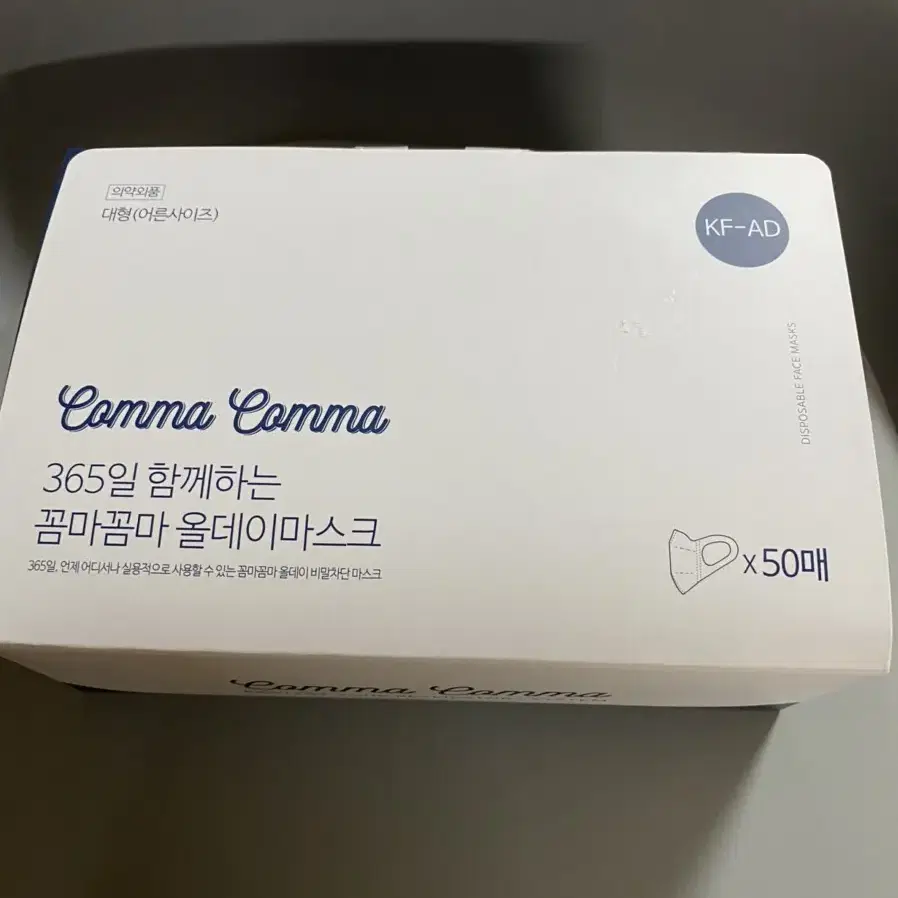 의약외품
대형(어른사이즈)
KF-AD
DISPOSABLE FACE MASKS
Comma Comma
365일 함께하는
꼼마꼼마 올데이마스크
365일, 언제 어디서나 실용적으로 사용할 수 있는 꼼마꼼마 올데이 비말차단 마스크
x 50매
Comma Comma